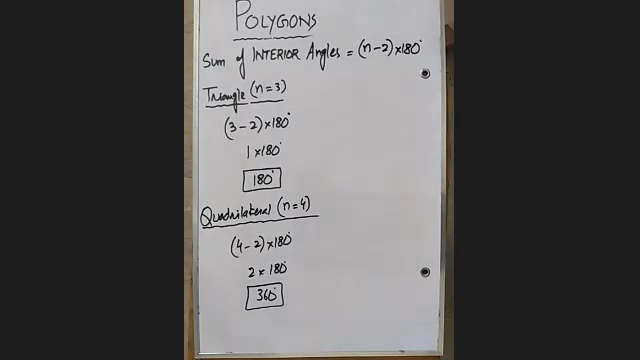 POLYGONS
Sum of INTERIOR Angles = (n-2)×180°
Triangle (n=3)
(3-2)×180°
1×180°
180°
Quadrilateral (n=4)
(4-2)×180°
2×180°
360°